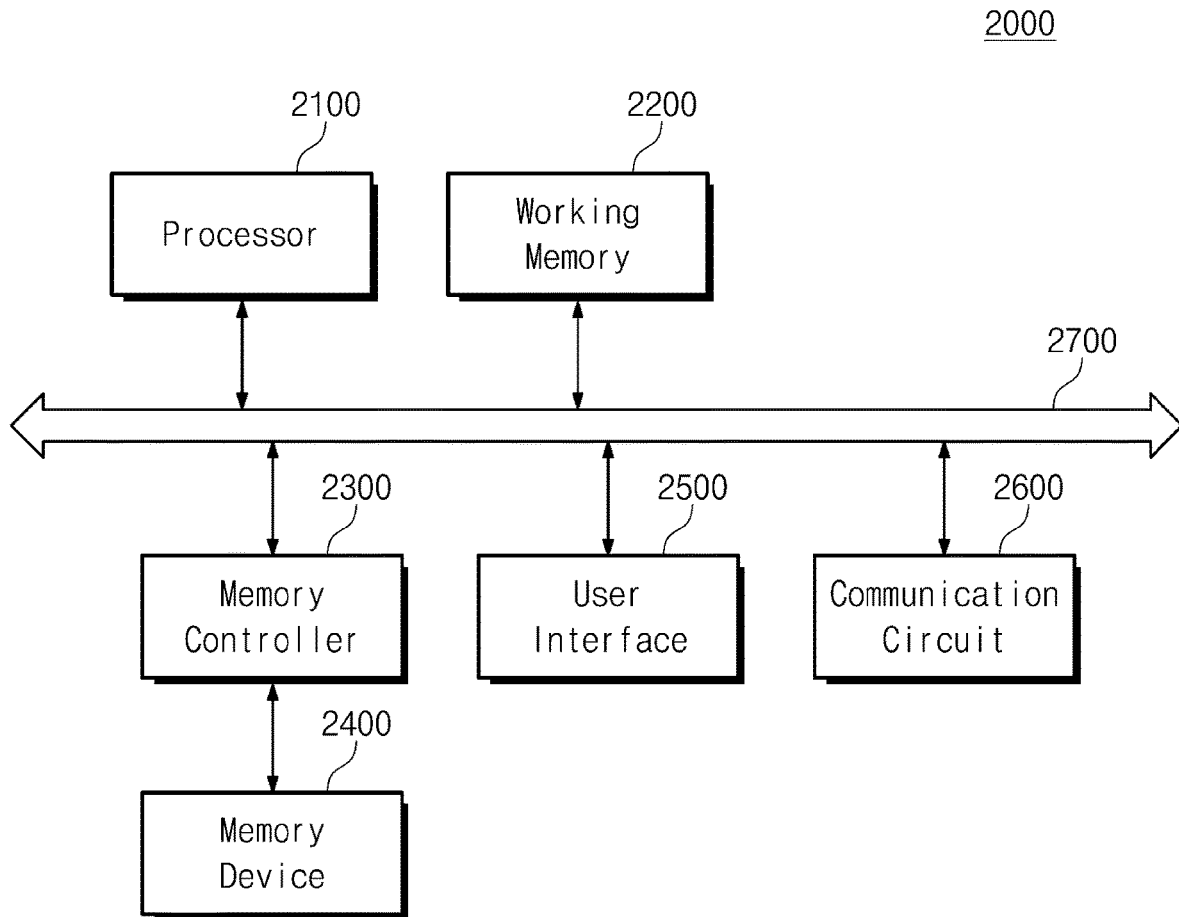 2000
2100
2200
Processor
Working
Memory
2700
2300
2500
2600
Memory
Controller
User
Interface
Communication
Circuit
2400
Memory
Device